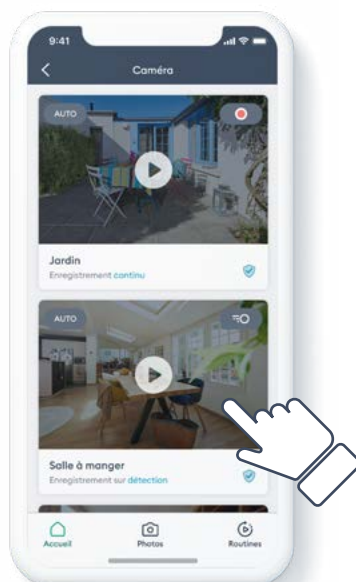 9:41
Caméra
AUTO
Jardin
Enregistrement continu
AUTO
Salle à manger
Enregistrement sur détection
Accueil
Photos
Routines